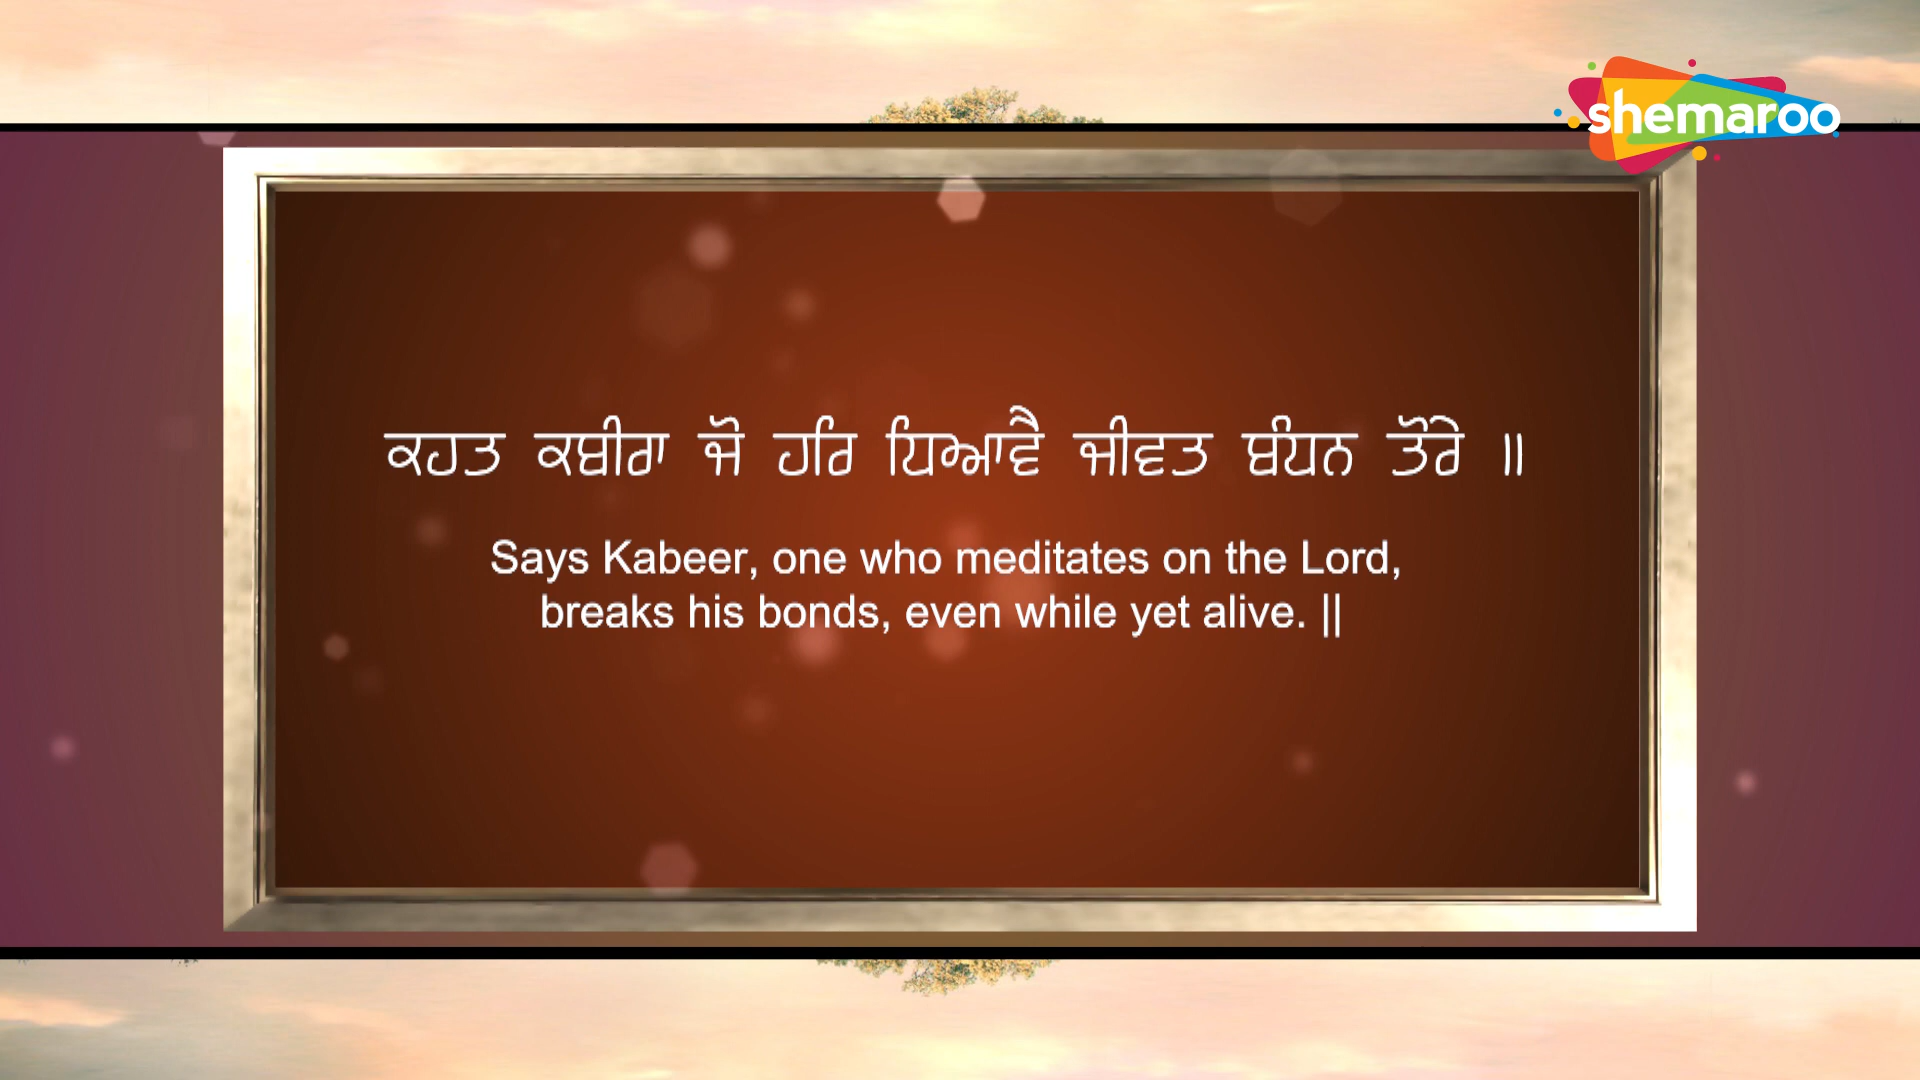 shemaroo
ਕਹਤ ਕਬੀਰਾ ਜੋ ਹਰਿ ਧਿਆਵੈ ਜੀਵਤ ਬੰਧਨ ਤੋਰੇ ॥
Says Kabeer, one who meditates on the Lord,
breaks his bonds, even while yet alive. ||